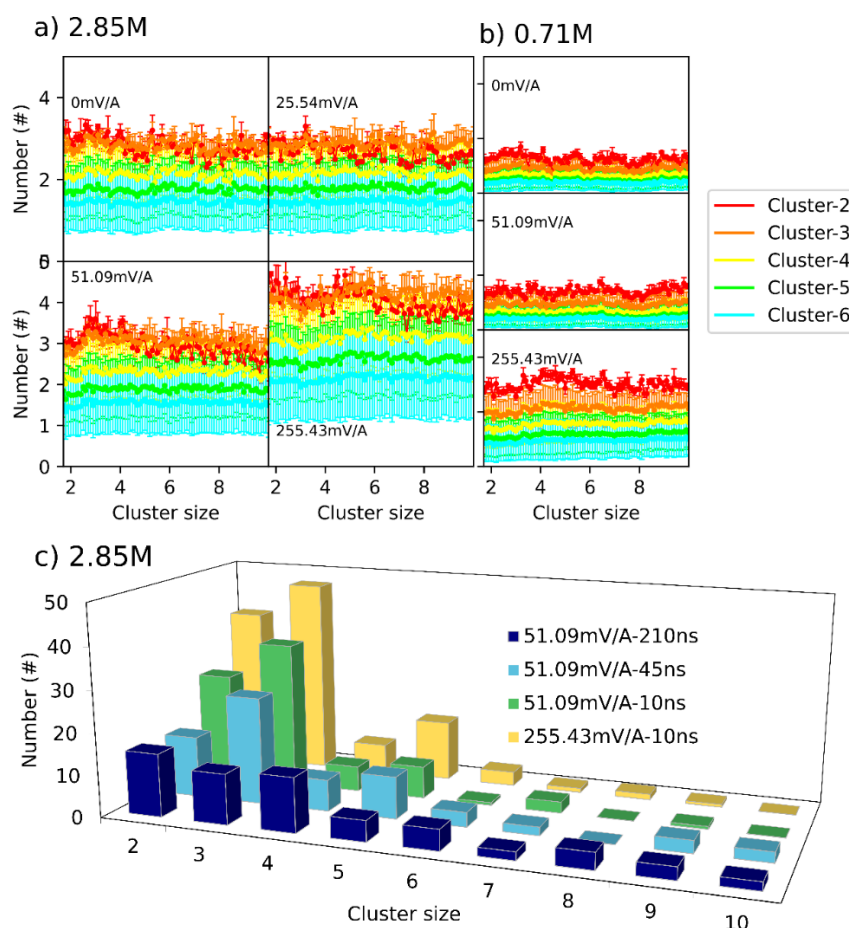 a) 2.85M
b) 0.71M
0mV/A
25.54mV/A
4
2
Number (#)
5
51.09mV/A
4
3
2
1
0
255.43mV/A
Number (#)
2 4 6 8
2 4 6 8
Cluster size
Cluster size
0mV/A
51.09mV/A
255.43mV/A
2 4 6 8
Cluster size
Cluster-2
Cluster-3
Cluster-4
Cluster-5
Cluster-6
c) 2.85M
50
40
30
20
10
0
Number (#)
51.09mV/A-210ns
51.09mV/A-45ns
51.09mV/A-10ns
255.43mV/A-10ns
2 3 4 5 6 7 8 9 10
Cluster size